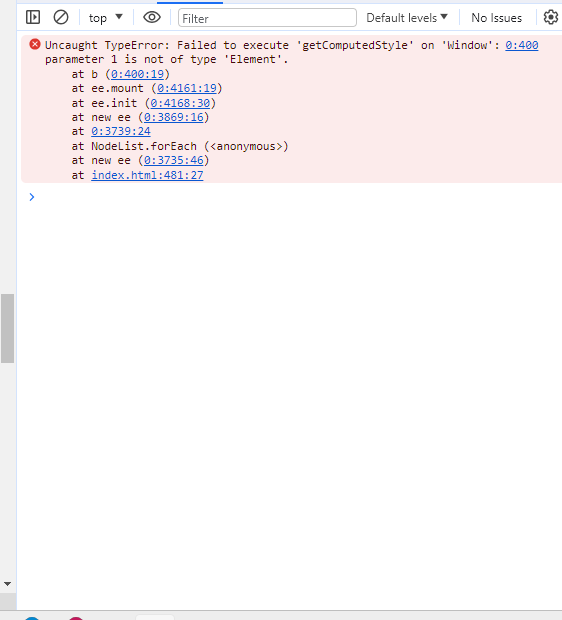 top
Filter
Default levels
No Issues
Uncaught TypeError: Failed to execute 'getComputedStyle' on 'Window': 0:400
parameter 1 is not of type 'Element'.
at b (0:400:19)
at ee.mount (0:4161:19)
at ee.init (0:4168:30)
at new ee (0:3869:16)
at 0:3739:24
at NodeList.forEach (<anonymous>)
at new ee (0:3735:46)
at index.html:481:27